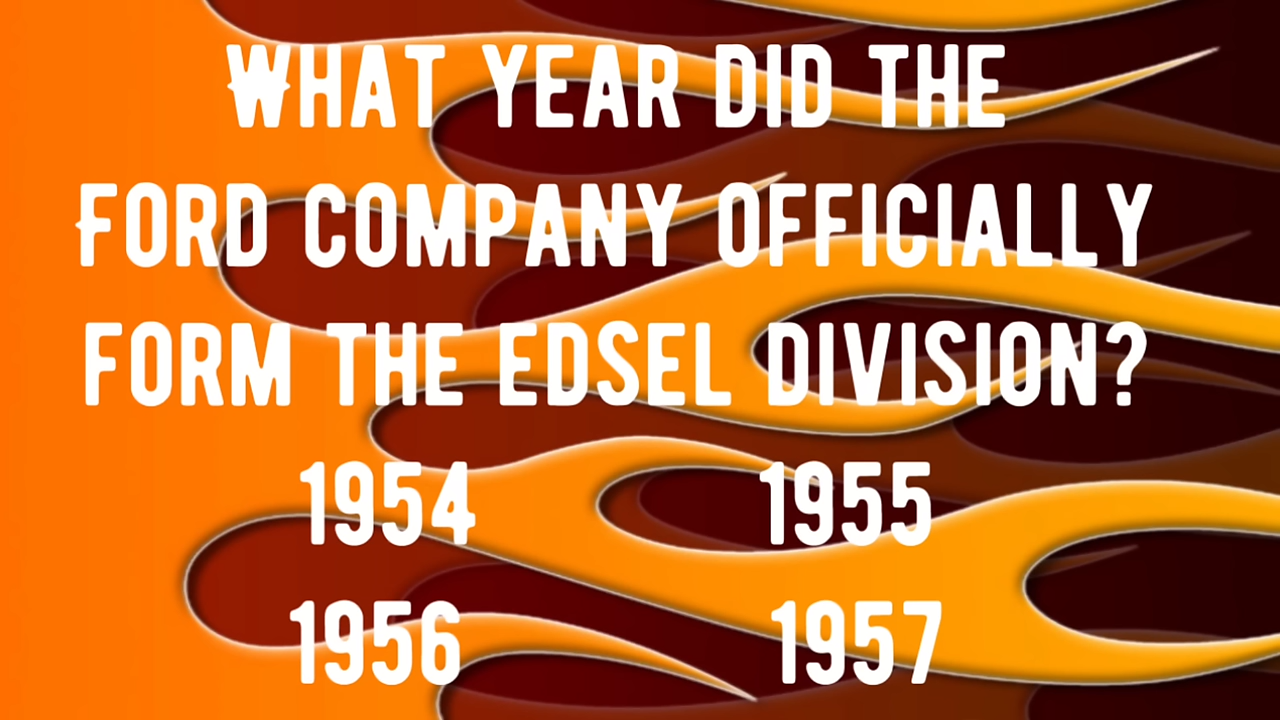 What year did the
Ford Company officially
form the Edsel Division?
1954 1955
1956 1957